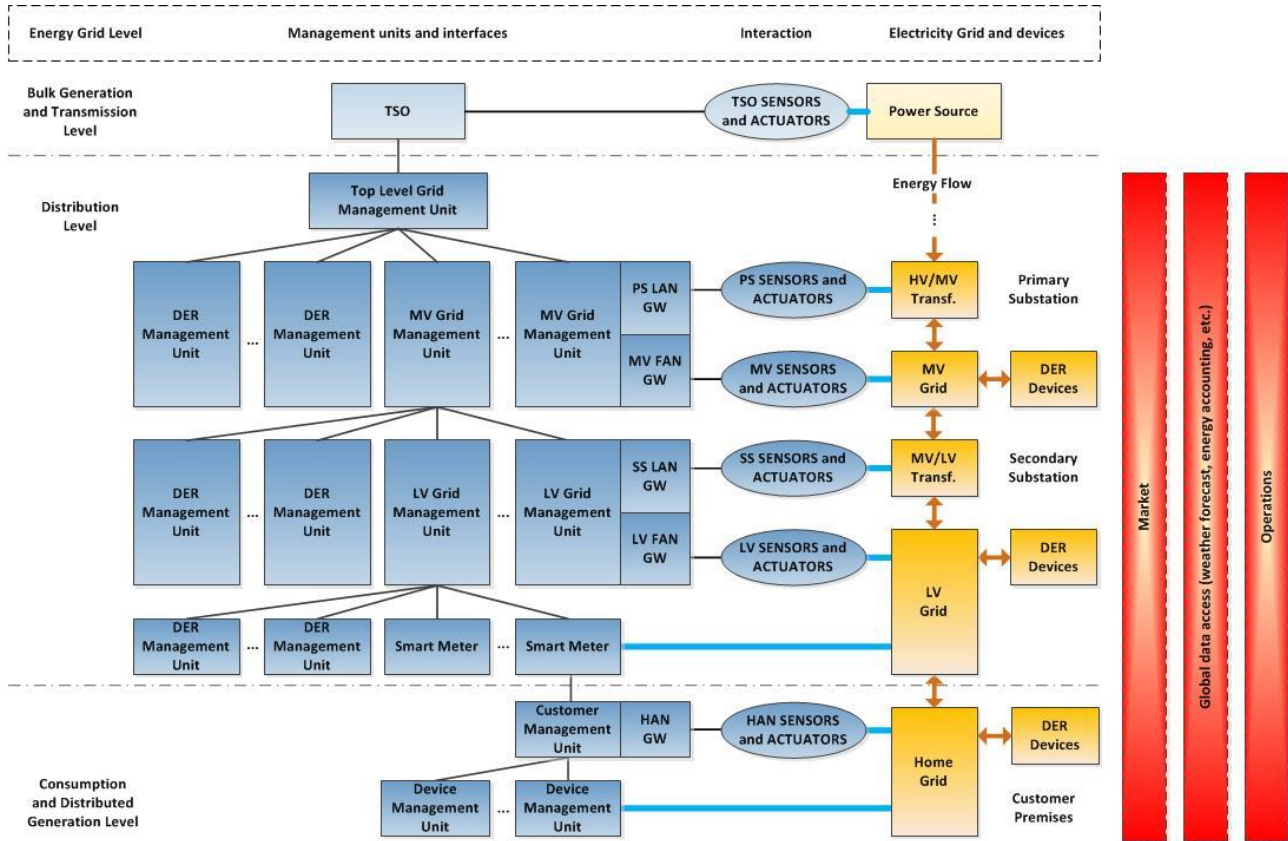 Energy Grid Level
Management units and interfaces
Interaction
Electricity Grid and devices
Bulk Generation
and Transmission
Level
TSO
TSO SENSORS
and ACTUATORS
Power Source
Energy Flow
...
Distribution
Level
Top Level Grid
Management Unit
DER
Management
Unit
...
DER
Management
Unit
MV Grid
Management
Unit
...
MV Grid
Management
Unit
PS LAN
GW
MV FAN
GW
PS SENSORS and
ACTUATORS
HV/MV
Transf.
Primary
Substation
MV SENSORS
and ACTUATORS
MV
Grid
DER
Devices
DER
Management
Unit
...
DER
Management
Unit
LV Grid
Management
Unit
...
LV Grid
Management
Unit
SS LAN
GW
LV FAN
GW
SS SENSORS and
ACTUATORS
MV/LV
Transf.
Secondary
Substation
LV SENSORS and
ACTUATORS
LV
Grid
DER
Devices
DER
Management
Unit
...
DER
Management
Unit
Smart Meter
...
Smart Meter
Consumption
and Distributed
Generation Level
Customer
Management
Unit
HAN
GW
HAN SENSORS
and ACTUATORS
Home
Grid
DER
Devices
Device
Management
Unit
...
Device
Management
Unit
Customer
Premises
Market
Global data access (weather forecast, energy accounting, etc.)
Operations